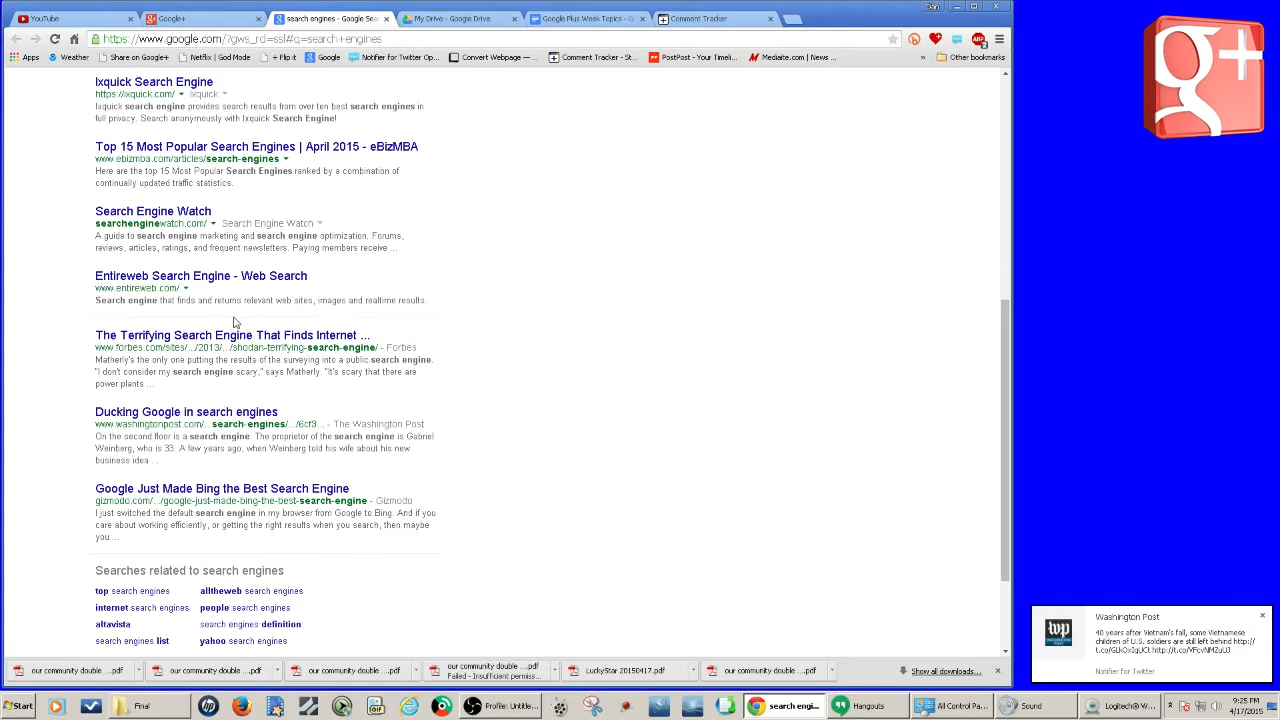 Dan
YouTube
Google+
search engines - Google Sea
My Drive - Google Drive
Google Plus Week Topics -
Comment Tracker
https://www.google.com/?gws_rd=ssl#q=search+engines
Apps
Weather
Share on Google+
Netflix | God Mode
+ Flip it
Google
Notifier for Twitter Op...
Convert Webpage —...
Comment Tracker - St...
PostPost - Your Timeli...
Mediaite.com | News...
»
Other bookmarks
Ixquick Search Engine
https://ixquick.com/ Ixquick
Ixquick search engine provides search results from over ten best search engines in
full privacy. Search anonymously with Ixquick Search Engine!
Top 15 Most Popular Search Engines | April 2015 - eBizMBA
www.ebizmba.com/articles/search-engines
Here are the top 15 Most Popular Search Engines ranked by a combination of
continually updated traffic statistics.
Search Engine Watch
searchenginewatch.com/ Search Engine Watch
A guide to search engine marketing and search engine optimization. Forums,
reviews, articles, ratings, and frequent newsletters. Paying members receive ...
Entireweb Search Engine - Web Search
www.entireweb.com/
Search engine that finds and returns relevant web sites, images and realtime results.
The Terrifying Search Engine That Finds Internet ...
www.forbes.com/sites/.../2013/.../shodan-terrifying-search-engine/ - Forbes
Matherly's the only one putting the results of the surveying into a public search engine.
"I don't consider my search engine scary," says Matherly. "It's scary that there are
power plants ...
Ducking Google in search engines
www.washingtonpost.com/...search-engines/.../6cf3... - The Washington Post
On the second floor is a search engine. The proprietor of the search engine is Gabriel
Weinberg, who is 33. A few years ago, when Weinberg told his wife about his new
business idea ...
Google Just Made Bing the Best Search Engine
gizmodo.com/.../google-just-made-bing-the-best-search-engine - Gizmodo
I just switched the default search engine in my browser from Google to Bing. And if you
care about working efficiently, or getting the right results when you search, then maybe
you ...
Searches related to search engines
top search engines alltheweb search engines
internet search engines people search engines
altavista search engines definition
search engines list yahoo search engines
our community double ....pdf
our community double ....pdf
our community double ....pdf
our community double ....pdf
Failed - Insufficient permiss...
LuckyStar 20150417.pdf
our community double ....pdf
Show all downloads...
g+
Washington Post
40 years after Vietnam's fall, some Vietnamese
children of U.S. soldiers are still left behind http://
Notifier for Twitter
Start
Final
Profile: Untitle...
search engi...
Hangouts
All Control Pa...
Sound
Logitech® W...
9:25 PM
4/17/2015